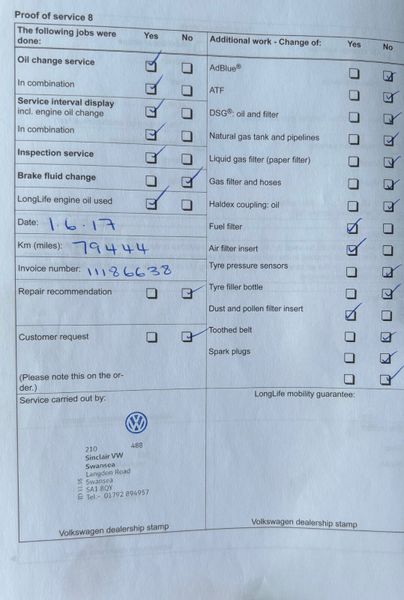 Proof of service 8
The following jobs were done: Yes No
Oil change service
In combination
Service interval display
incl. engine oil change
In combination
Inspection service
Brake fluid change
LongLife engine oil used
Date: 1.6.17
Km (miles): 79444
Invoice number: 11186638
Repair recommendation
Customer request
(Please note this on the or-
der.)
Service carried out by:
210 488
Sinclair VW
Swansea
Langdon Road
Swansea
SA1 8QY
Tel:- 01792 894957
Volkswagen dealership stamp
Additional work - Change of: Yes No
AdBlue®
ATF
DSG®: oil and filter
Natural gas tank and pipelines
Liquid gas filter (paper filter)
Gas filter and hoses
Haldex coupling: oil
Fuel filter
Air filter insert
Tyre pressure sensors
Tyre filler bottle
Dust and pollen filter insert
Toothed belt
Spark plugs
LongLife mobility guarantee:
Volkswagen dealership stamp